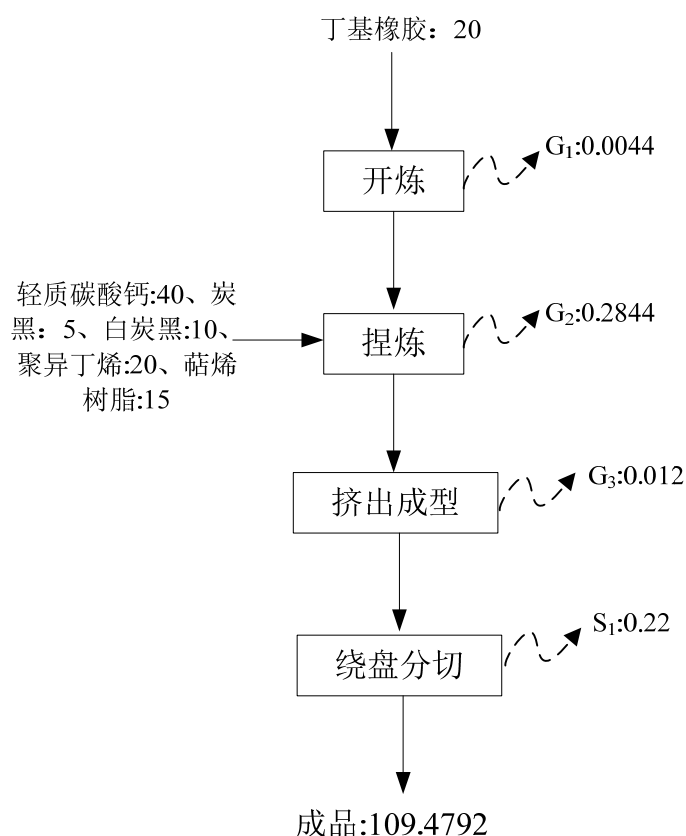 丁基橡胶：20
开炼
G₁:0.0044
轻质碳酸钙:40、炭
黑：5、白炭黑:10、
聚异丁烯:20、萜烯
树脂:15
捏炼
G₂:0.2844
挤出成型
G₃:0.012
绕盘分切
S₁:0.22
成品:109.4792